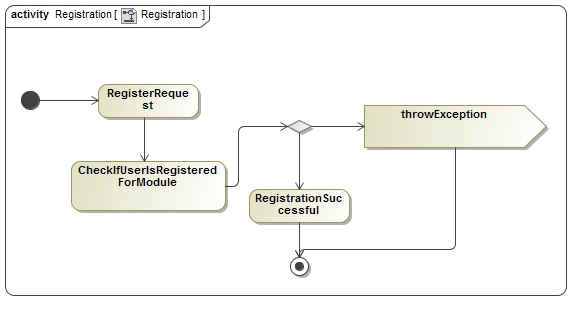 activity Registration [ Registration ]
RegisterReque
st
throwException
CheckIfUserIsRegistered
ForModule
RegistrationSuc
cessful